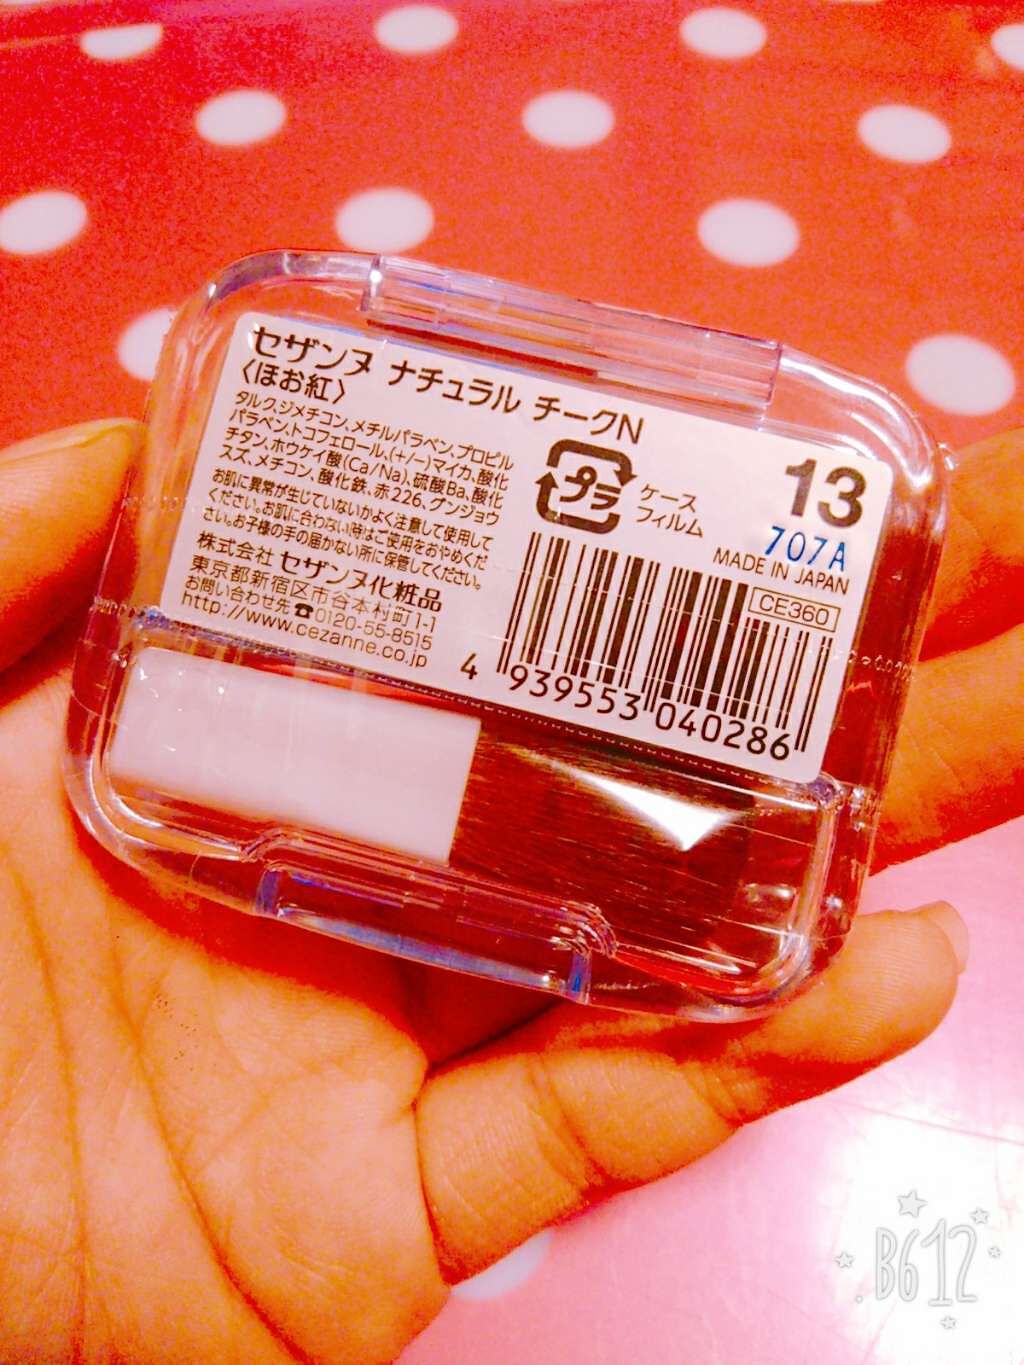 セザンヌ ナチュラル チークN
〈ほお紅〉
タルク、ジメチコン、メチルパラベン、プロピル
パラベン、トコフェロール、(+/−)マイカ、酸化
チタン、ホウケイ酸(Ca/Na)、硫酸Ba、酸化
スズ、メチコン、酸化鉄、赤226、グンジョウ
お肌に異常が生じていないかよく注意して使用して
ください。お肌に合わない時はご使用をおやめくだ
さい。お子様の手の届かない所に保管してください。
株式会社 セザンヌ化粧品
東京都新宿区市谷本村町1-1
お問い合わせ先☎0120-55-8515
http://www.cezanne.co.jp
プラ
ケース
フィルム
13
707A
MADE IN JAPAN
CE360
4 939553 040286
B612